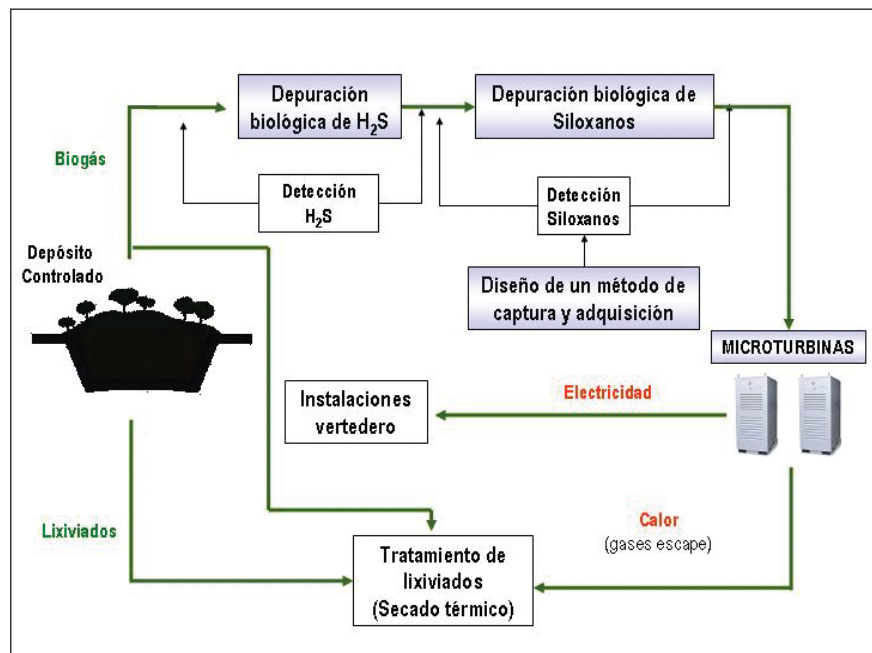 Depuración
biológica de H₂S
Depuración biológica de
Siloxanos
Biogás
Detección
H₂S
Detección
Siloxanos
Depósito
Controlado
Diseño de un método de
captura y adquisición
MICROTURBINAS
Electricidad
Instalaciones
vertedero
Lixiviados
Calor
(gases escape)
Tratamiento de
lixiviados
(Secado térmico)